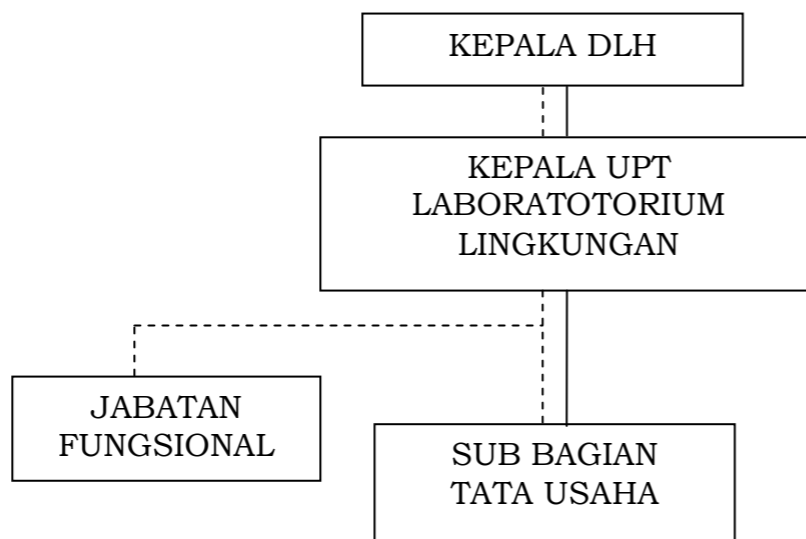 KEPALA DLH
KEPALA UPT
LABORATOTORIUM
LINGKUNGAN
JABATAN
FUNGSIONAL
SUB BAGIAN
TATA USAHA